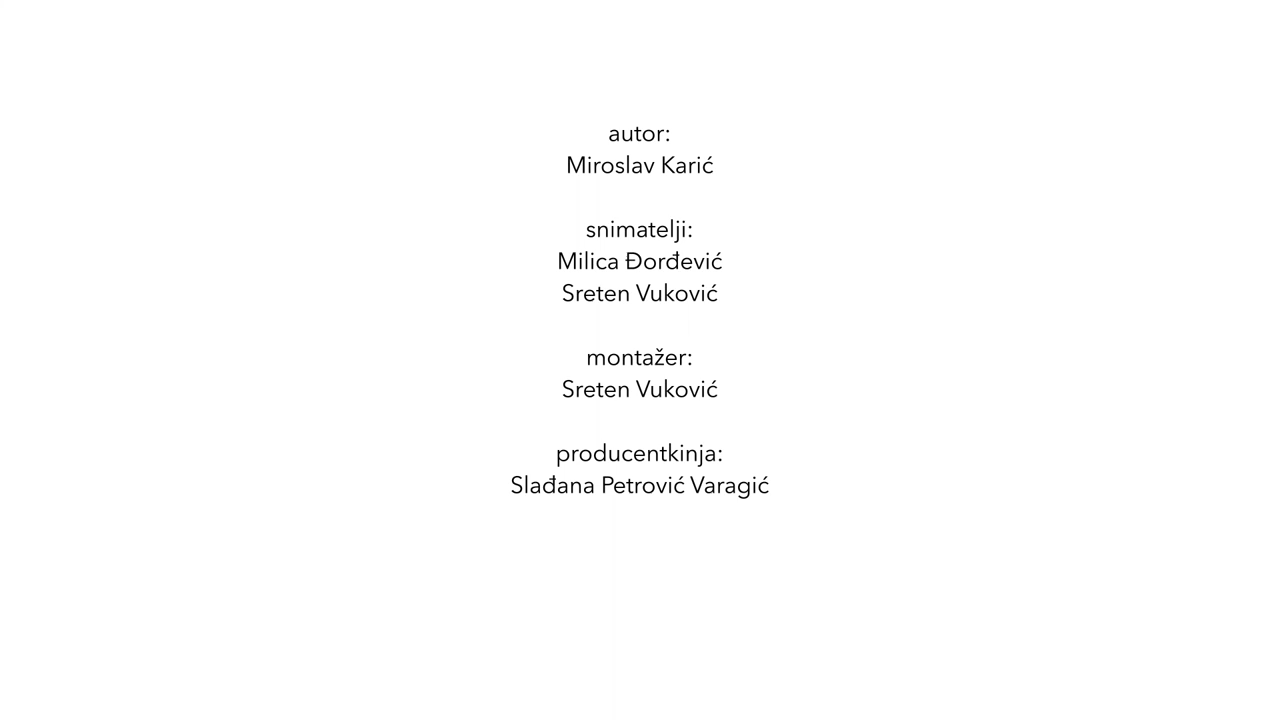 autor:
Miroslav Karić
snimatelji:
Milica Đorđević
Sreten Vuković
montažer:
Sreten Vuković
producentkinja:
Slađana Petrović Varagić